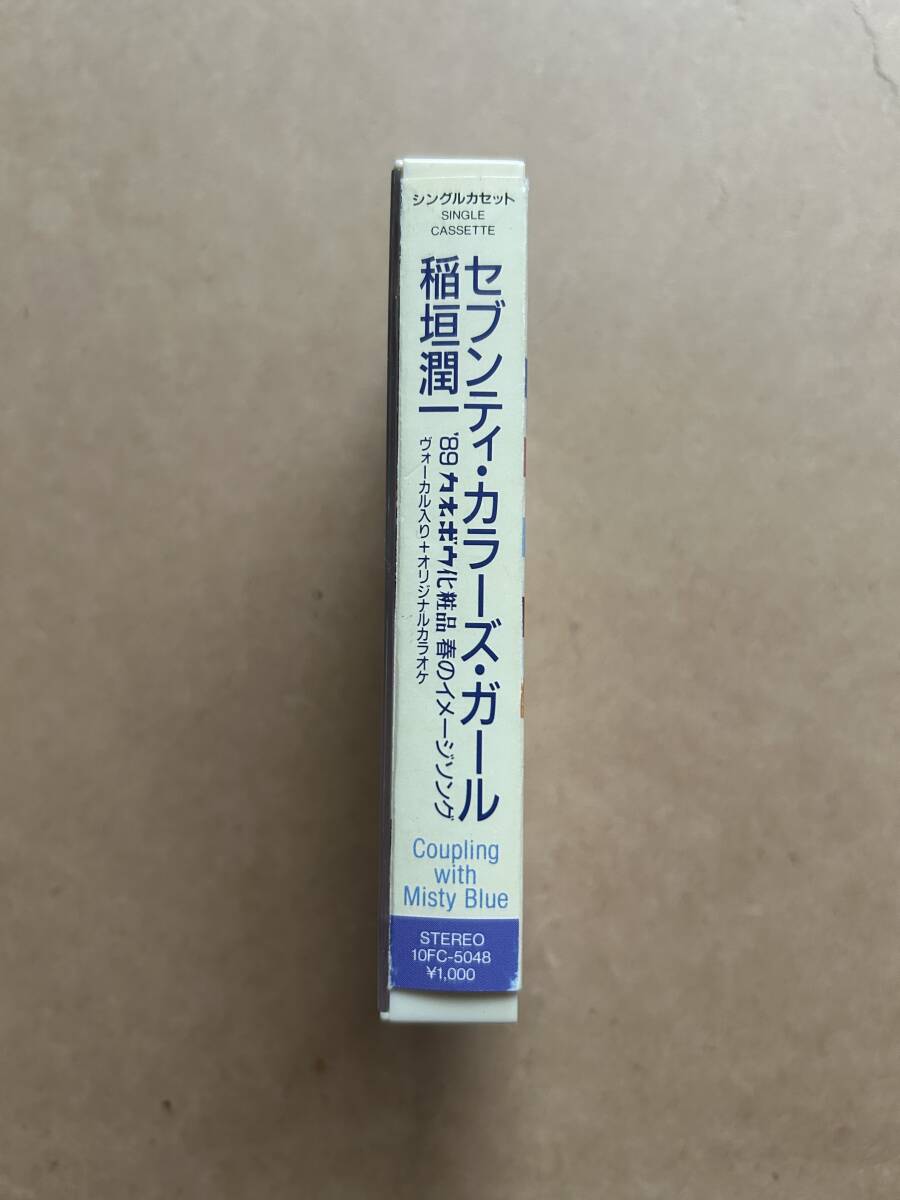 シングルカセット
SINGLE
CASSETTE
セブンティ・カラーズ・ガール
稲垣潤一
'89 カネボウ化粧品 春のイメージソング
ヴォーカル入り+オリジナルカラオケ
Coupling
with
Misty Blue
STEREO
10FC-5048
¥1,000